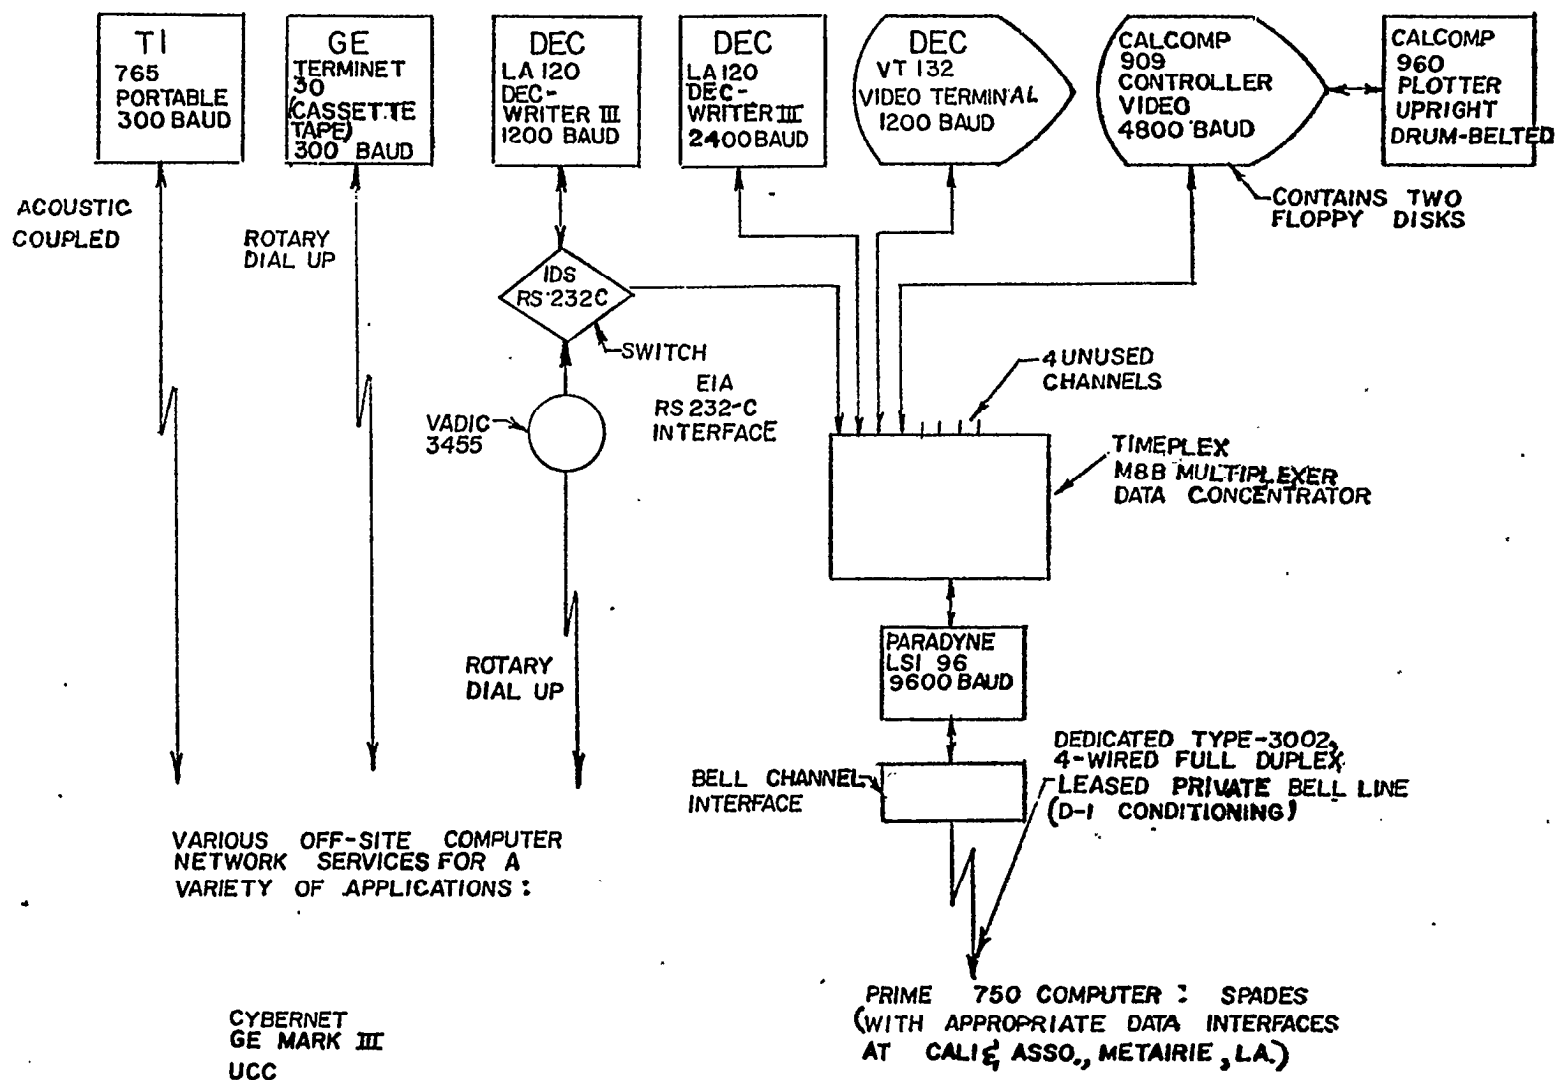 TI
765
PORTABLE
300 BAUD
GE
TERMINET
30
(CASSETTE
TAPE)
300 BAUD
DEC
LA 120
DEC-
WRITER III
1200 BAUD
DEC
LA120
DEC-
WRITER III
2400 BAUD
DEC
VT 132
VIDEO TERMINAL
1200 BAUD
CALCOMP
909
CONTROLLER
VIDEO
4800 BAUD
CALCOMP
960
PLOTTER
UPRIGHT
DRUM-BELTED
CONTAINS TWO
FLOPPY DISKS
ACOUSTIC
COUPLED
ROTARY
DIAL UP
IDS
RS·232C
SWITCH
EIA
RS 232-C
INTERFACE
VADIC
3455
4 UNUSED
CHANNELS
TIMEPLEX
M8B MULTIPLEXER
DATA CONCENTRATOR
ROTARY
DIAL UP
PARADYNE
LSI 96
9600 BAUD
BELL CHANNEL
INTERFACE
DEDICATED TYPE-3002,
4-WIRED FULL DUPLEX
LEASED PRIVATE BELL LINE
(D-1 CONDITIONING)
VARIOUS OFF-SITE COMPUTER
NETWORK SERVICES FOR A
VARIETY OF APPLICATIONS:
CYBERNET
GE MARK III
UCC
PRIME 750 COMPUTER: SPADES
(WITH APPROPRIATE DATA INTERFACES
AT CALI & ASSO., METAIRIE, LA.)